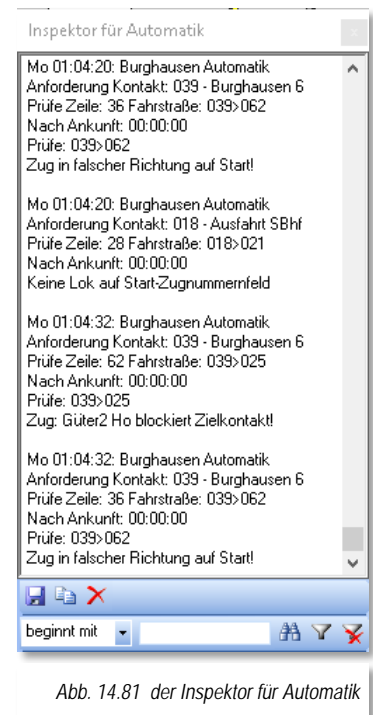 Inspektor für Automatik
Mo 01:04:20: Burghausen Automatik
Anforderung Kontakt: 039 - Burghausen 6
Prüfe Zeile: 36 Fahrstraße: 039>062
Nach Ankunft: 00:00:00
Prüfe: 039>062
Zug in falscher Richtung auf Start!
Mo 01:04:20: Burghausen Automatik
Anforderung Kontakt: 018 - Ausfahrt SBhf
Prüfe Zeile: 28 Fahrstraße: 018>021
Nach Ankunft: 00:00:00
Keine Lok auf Start-Zugnummernfeld
Mo 01:04:32: Burghausen Automatik
Anforderung Kontakt: 039 - Burghausen 6
Prüfe Zeile: 62 Fahrstraße: 039>025
Nach Ankunft: 00:00:00
Prüfe: 039>025
Zug: Güter2 Ho blockiert Zielkontakt!
Mo 01:04:32: Burghausen Automatik
Anforderung Kontakt: 039 - Burghausen 6
Prüfe Zeile: 36 Fahrstraße: 039>062
Nach Ankunft: 00:00:00
Prüfe: 039>062
Zug in falscher Richtung auf Start!
beginnt mit
Abb. 14.81 der Inspektor für Automatik